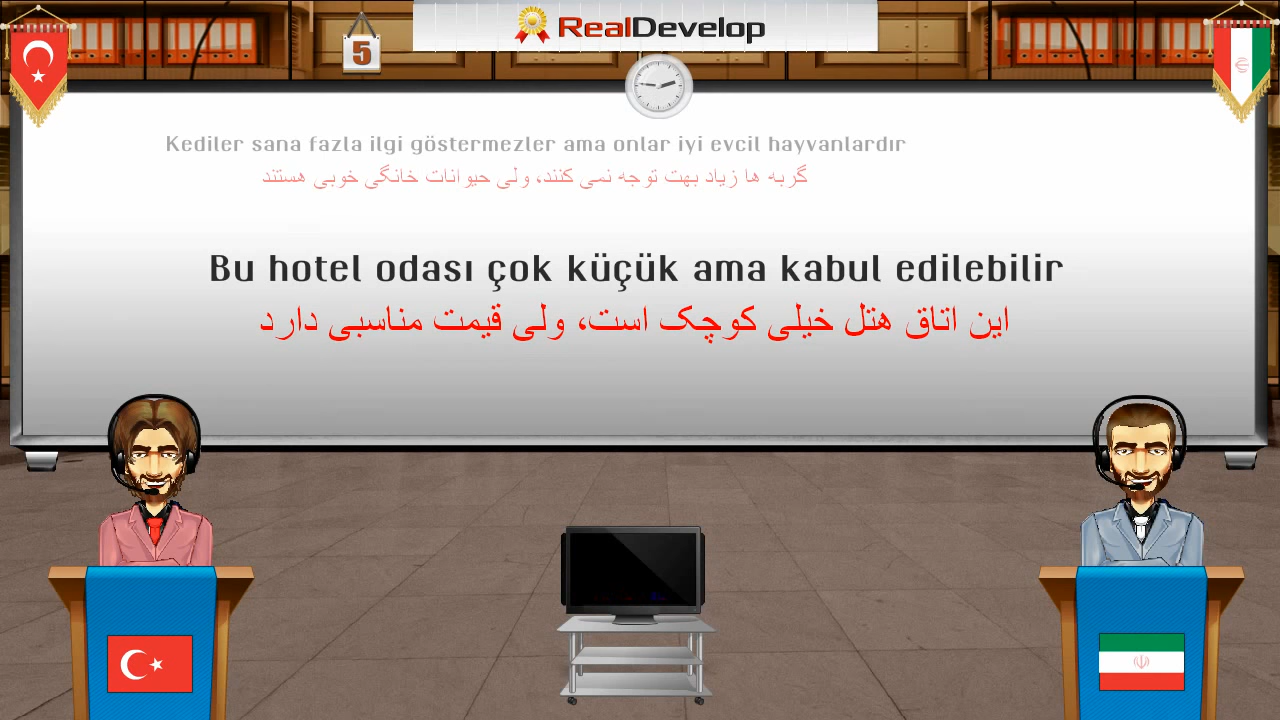 RealDevelop
5
Kediler sana fazla ilgi göstermezler ama onlar iyi evcil hayvanlardır
گربه ها زیاد بهت توجه نمی کنند، ولی حیوانات خانگی خوبی هستند
Bu hotel odası çok küçük ama kabul edilebilir
این اتاق هتل خیلی کوچک است، ولی قیمت مناسبی دارد